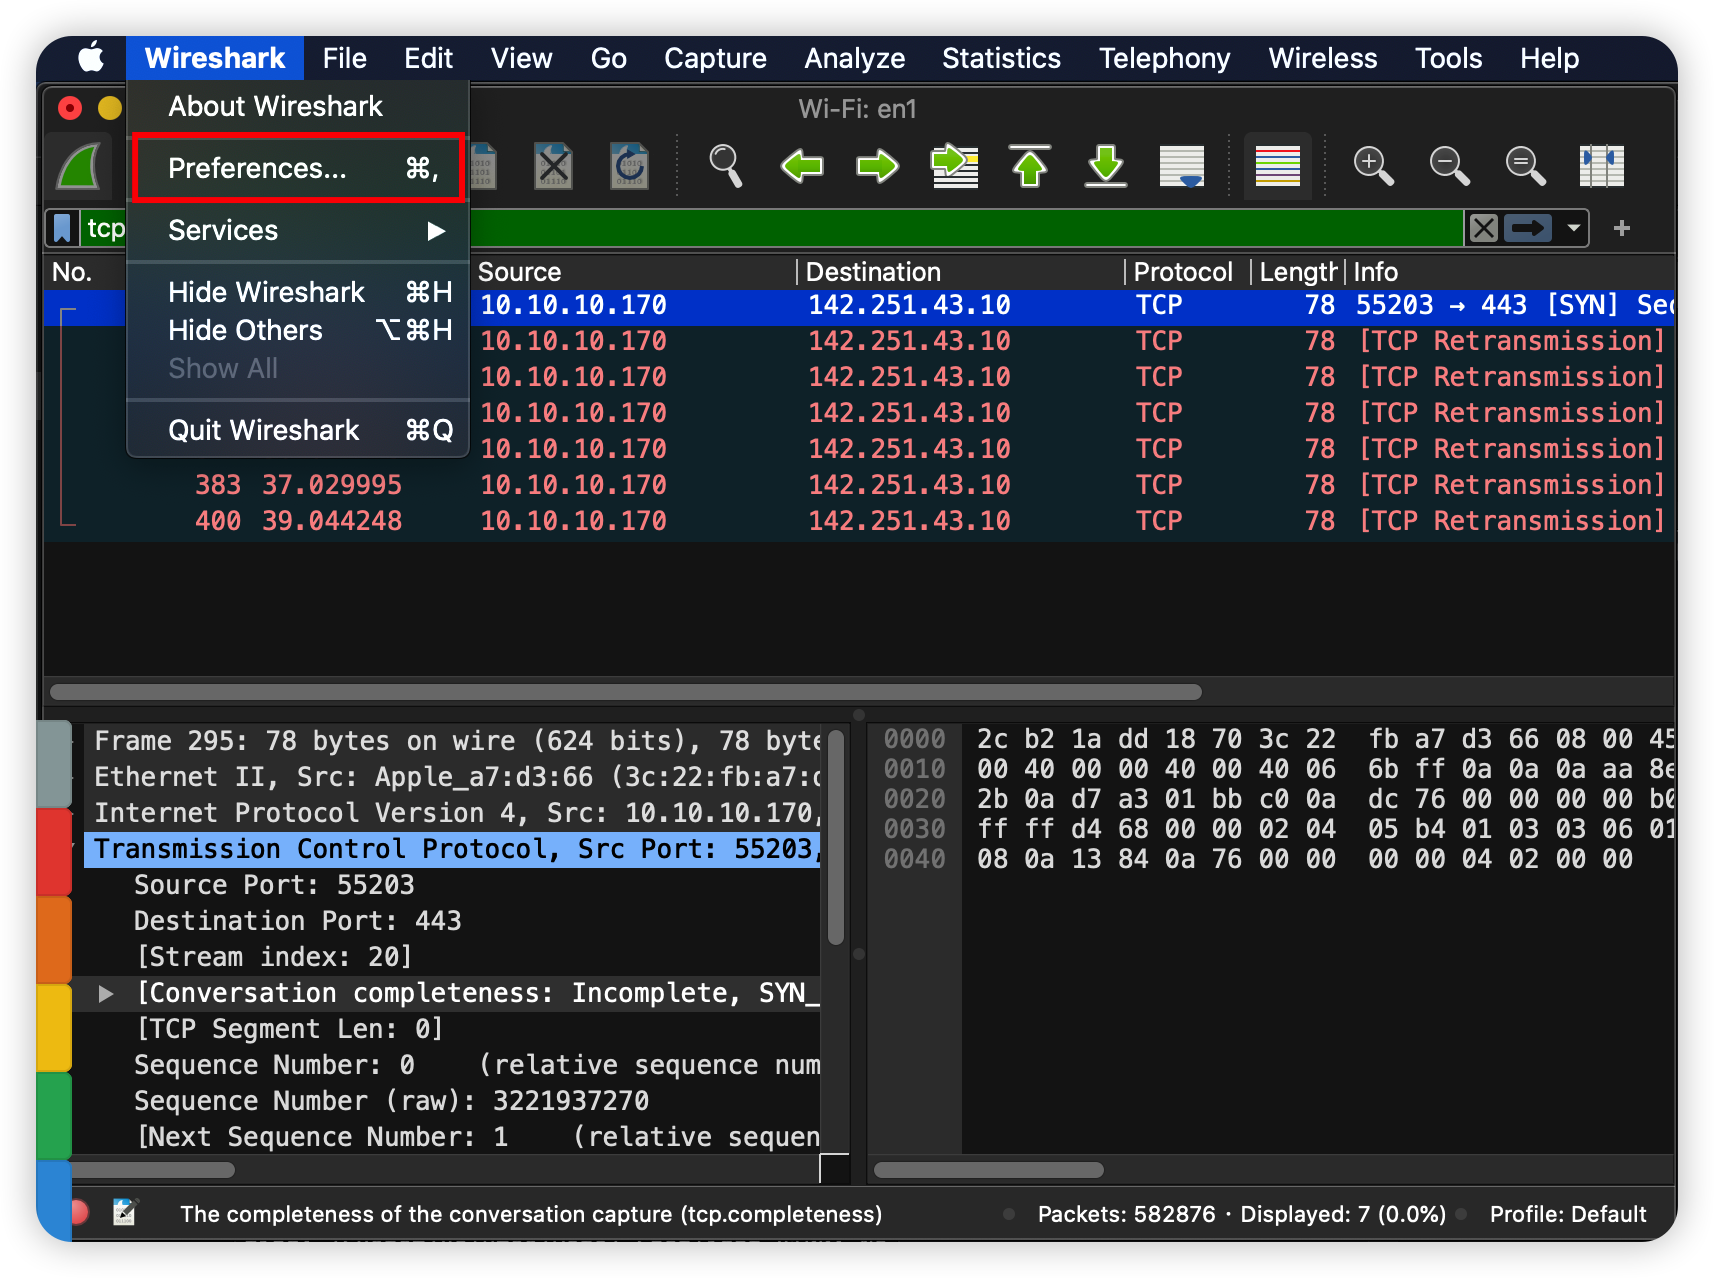 Wireshark File Edit View Go Capture Analyze Statistics Telephony Wireless Tools Help
Wi-Fi: en1
About Wireshark
Preferences... ⌘,
Services ▶
Hide Wireshark ⌘H
Hide Others ⌥⌘H
Show All
Quit Wireshark ⌘Q
tcp
No. Source Destination Protocol Length Info
10.10.10.170 142.251.43.10 TCP 78 55203 → 443 [SYN] Sec
10.10.10.170 142.251.43.10 TCP 78 [TCP Retransmission]
10.10.10.170 142.251.43.10 TCP 78 [TCP Retransmission]
10.10.10.170 142.251.43.10 TCP 78 [TCP Retransmission]
10.10.10.170 142.251.43.10 TCP 78 [TCP Retransmission]
383 37.029995 10.10.10.170 142.251.43.10 TCP 78 [TCP Retransmission]
400 39.044248 10.10.10.170 142.251.43.10 TCP 78 [TCP Retransmission]
Frame 295: 78 bytes on wire (624 bits), 78 byte
Ethernet II, Src: Apple_a7:d3:66 (3c:22:fb:a7:d
Internet Protocol Version 4, Src: 10.10.10.170,
Transmission Control Protocol, Src Port: 55203,
Source Port: 55203
Destination Port: 443
[Stream index: 20]
[Conversation completeness: Incomplete, SYN_
[TCP Segment Len: 0]
Sequence Number: 0 (relative sequence num
Sequence Number (raw): 3221937270
[Next Sequence Number: 1 (relative sequen
0000 2c b2 1a dd 18 70 3c 22 fb a7 d3 66 08 00 45
0010 00 40 00 00 40 00 40 06 6b ff 0a 0a 0a aa 8e
0020 2b 0a d7 a3 01 bb c0 0a dc 76 00 00 00 00 b0
0030 ff ff d4 68 00 00 02 04 05 b4 01 03 03 06 01
0040 08 0a 13 84 0a 76 00 00 00 00 04 02 00 00
The completeness of the conversation capture (tcp.completeness)
Packets: 582876 · Displayed: 7 (0.0%)
Profile: Default